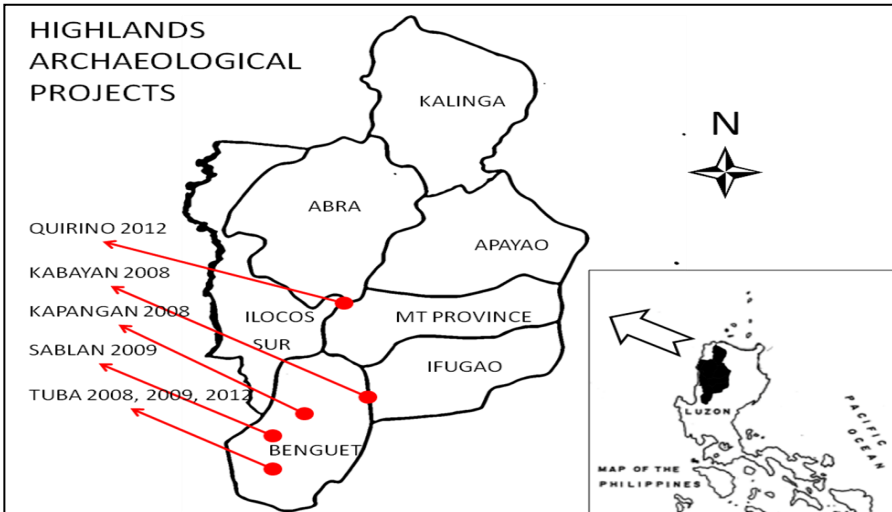 HIGHLANDS
ARCHAEOLOGICAL
PROJECTS
KALINGA
N
ABRA
QUIRINO 2012
APAYAO
KABAYAN 2008
KAPANGAN 2008
ILOCOS
SUR
MT PROVINCE
SABLAN 2009
IFUGAO
TUBA 2008, 2009, 2012
BENGUET
LUZON
PACIFIC
OCEAN
MAP OF THE
PHILIPPINES